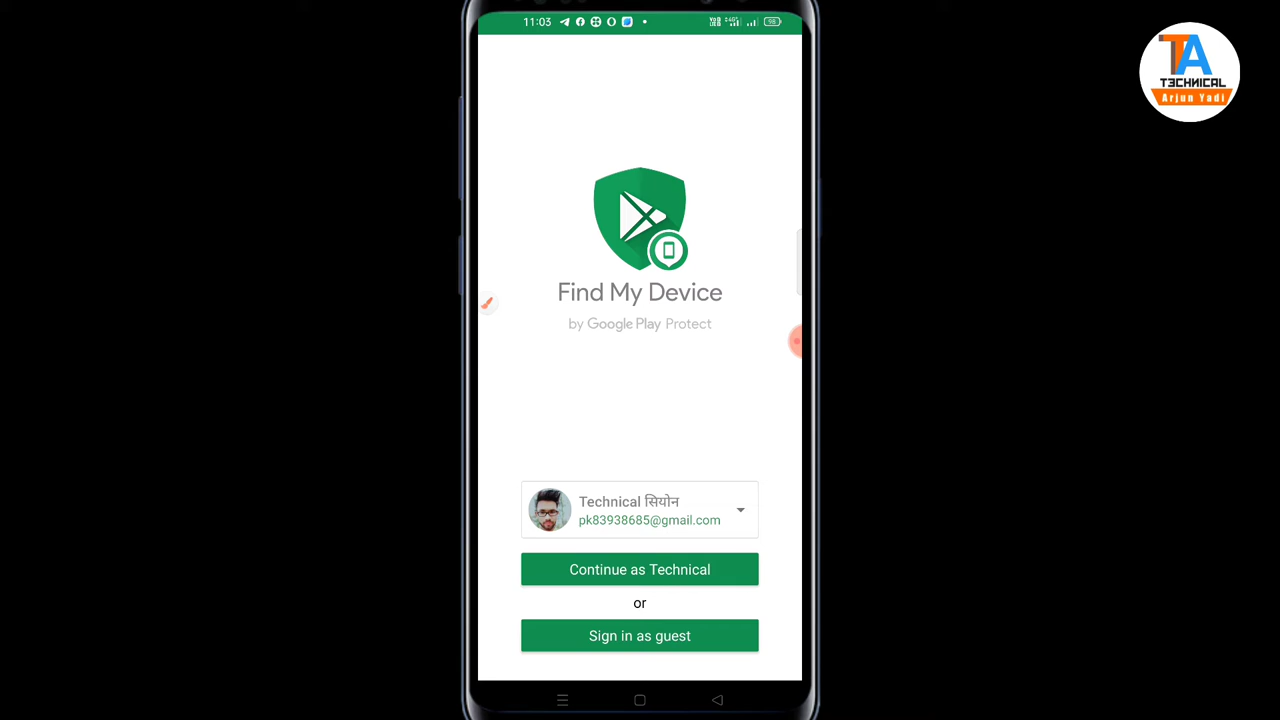 11:03
98
TA
TECHNICAL
Arjun Yadi
Find My Device
by Google Play Protect
Technical सियोन
pk83938685@gmail.com
Continue as Technical
or
Sign in as guest